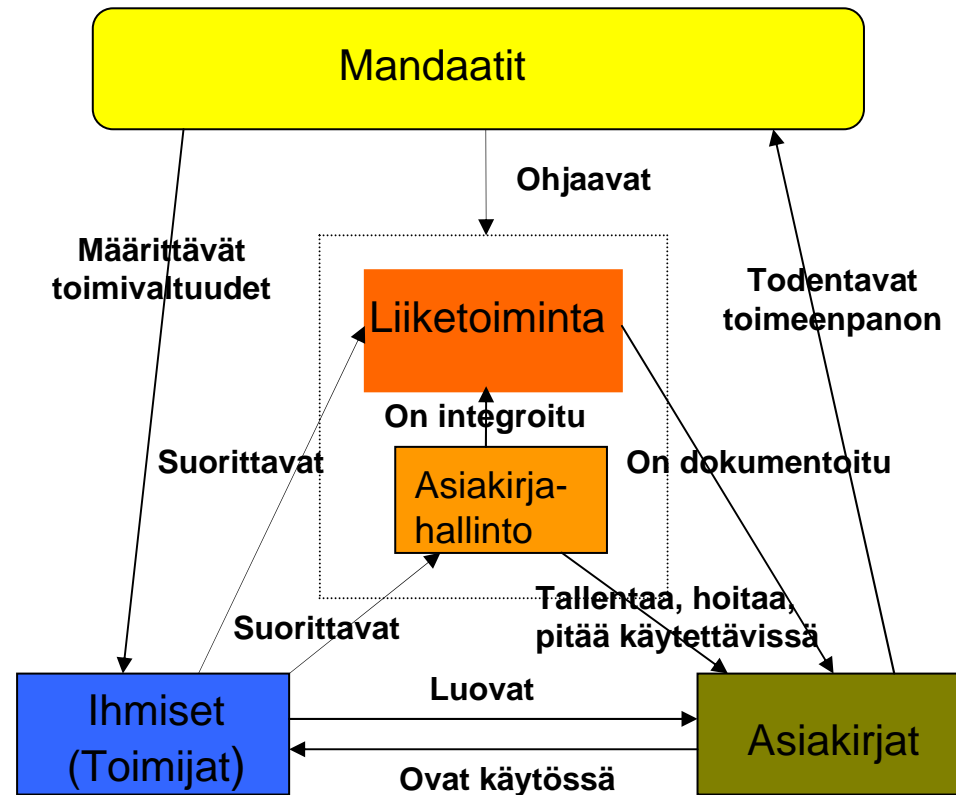 Mandaatit
Ohjaavat
Määrittävät
toimivaltuudet
Todentavat
toimeenpanon
Liiketoiminta
On integroitu
Suorittavat
On dokumentoitu
Asiakirja-
hallinto
Tallentaa, hoitaa,
pitää käytettävissä
Suorittavat
Luovat
Ihmiset
(Toimijat)
Asiakirjat
Ovat käytössä